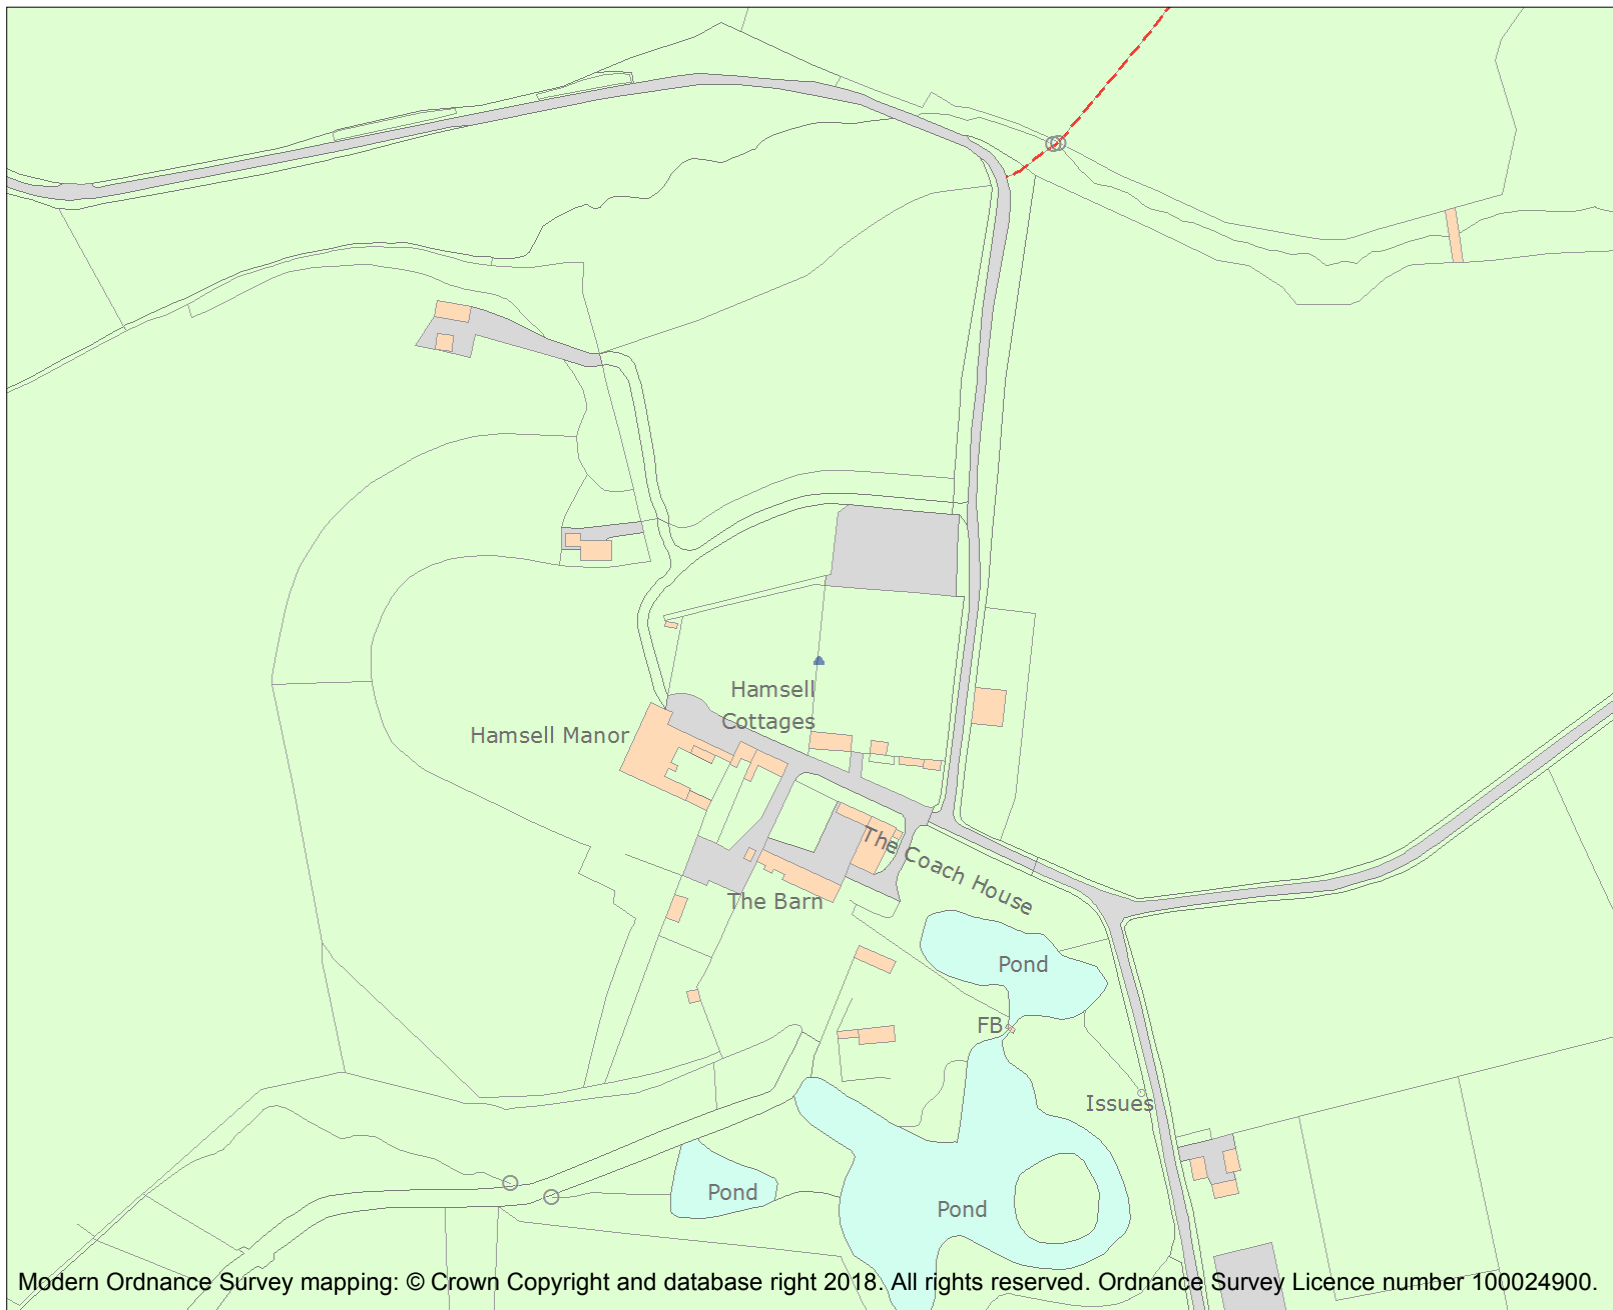 Hamsell
Cottages
Hamsell Manor
The Coach House
The Barn
Pond
FB
Issues
Pond
Pond
Modern Ordnance Survey mapping: © Crown Copyright and database right 2018. All rights reserved. Ordnance Survey Licence number 100024900.